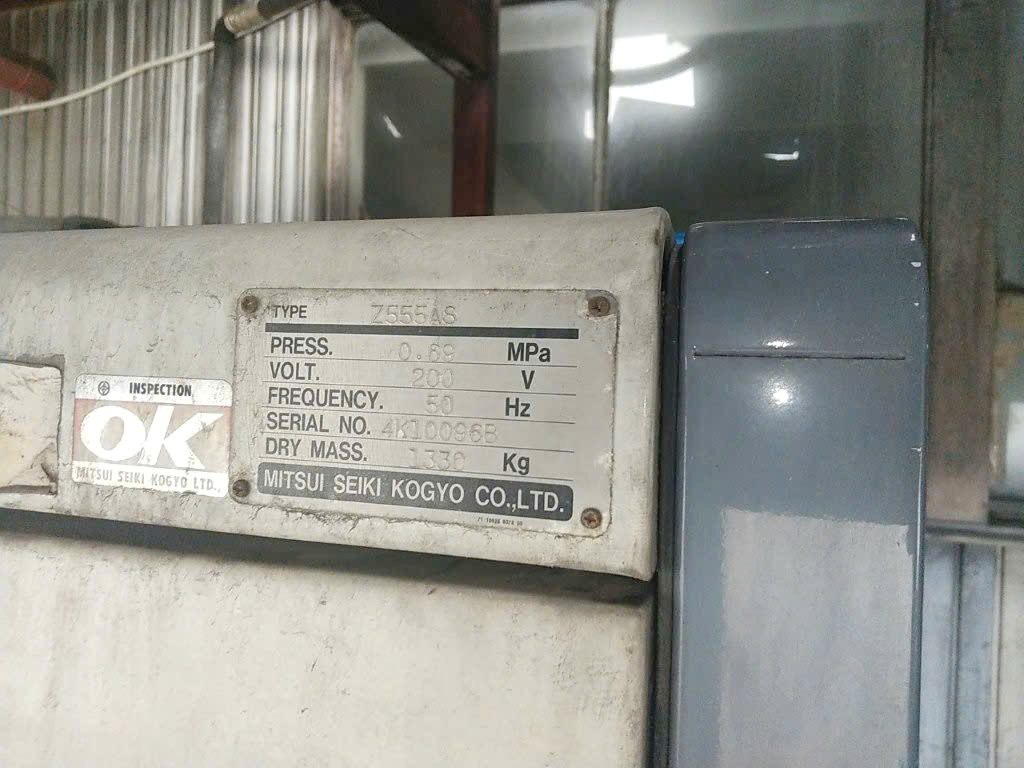 TYPE Z555AS
PRESS. 0.69 MPa
VOLT. 200 V
FREQUENCY. 50 Hz
SERIAL NO. 4K10096B
DRY MASS. 1330 Kg
MITSUI SEIKI KOGYO CO.,LTD.
INSPECTION
OK
MITSUI SEIKI KOGYO LTD.,